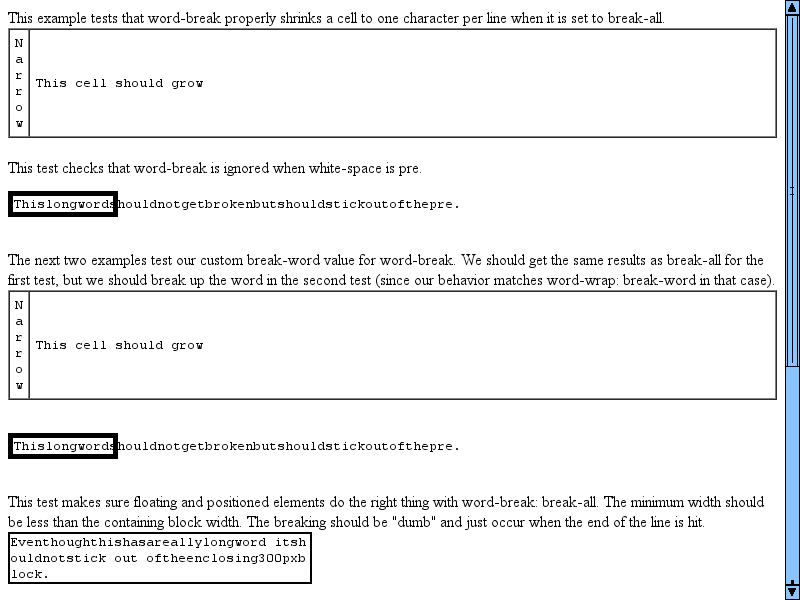 This example tests that word-break properly shrinks a cell to one character per line when it is set to break-all.
N
a
r
r
o
w
This cell should grow
This test checks that word-break is ignored when white-space is pre.
Thislongwordshouldnotgetbrokenbutshouldstickoutofthepre.
The next two examples test our custom break-word value for word-break. We should get the same results as break-all for the
first test, but we should break up the word in the second test (since our behavior matches word-wrap: break-word in that case).
N
a
r
r
o
w
This cell should grow
Thislongwordshouldnotgetbrokenbutshouldstickoutofthepre.
This test makes sure floating and positioned elements do the right thing with word-break: break-all. The minimum width should
be less than the containing block width. The breaking should be "dumb" and just occur when the end of the line is hit.
Eventhoughthishasareallylongword itsh
ouldnotstick out oftheenclosing300pxb
lock.